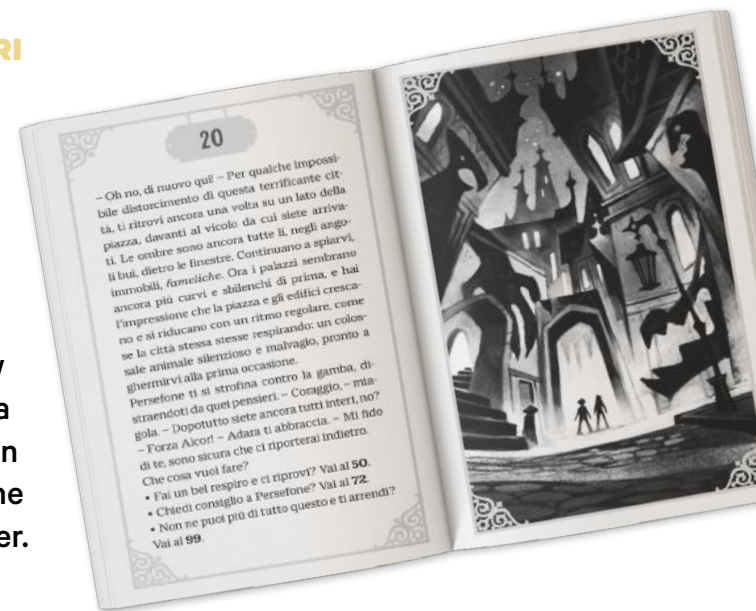 RI
20
– Oh no, di nuovo qui! – Per qualche impossi-
bile distorcimento di questa terrificante cit-
tà, ti ritrovi ancora una volta su un lato della
piazza, davanti al vicolo da cui siete arriva-
ti. Le ombre sono ancora tutte lì, negli ango-
li bui, dietro le finestre. Continuano a spiarvi,
immobili, fameliche. Ora i palazzi sembrano
ancora più curvi e sbilenchi di prima, e hai
l'impressione che la piazza e gli edifici cresca-
no e si riducano con un ritmo regolare, come
se la città stessa stesse respirando: un colos-
sale animale silenzioso e malvagio, pronto a
ghermirvi alla prima occasione.
Persefone ti si strofina contro la gamba, di-
straendoti da quei pensieri. – Coraggio, – mia-
gola. – Dopotutto siete ancora tutti interi, no?
– Forza Alcor! – Adara ti abbraccia. – Mi fido
di te, sono sicura che ci riporterai indietro.
Che cosa vuoi fare?
• Fai un bel respiro e ci riprovi? Vai al 50.
• Chiedi consiglio a Persefone? Vai al 72.
• Non ne puoi più di tutto questo e ti arrendi?
Vai al 99.
a
n
ne
er.